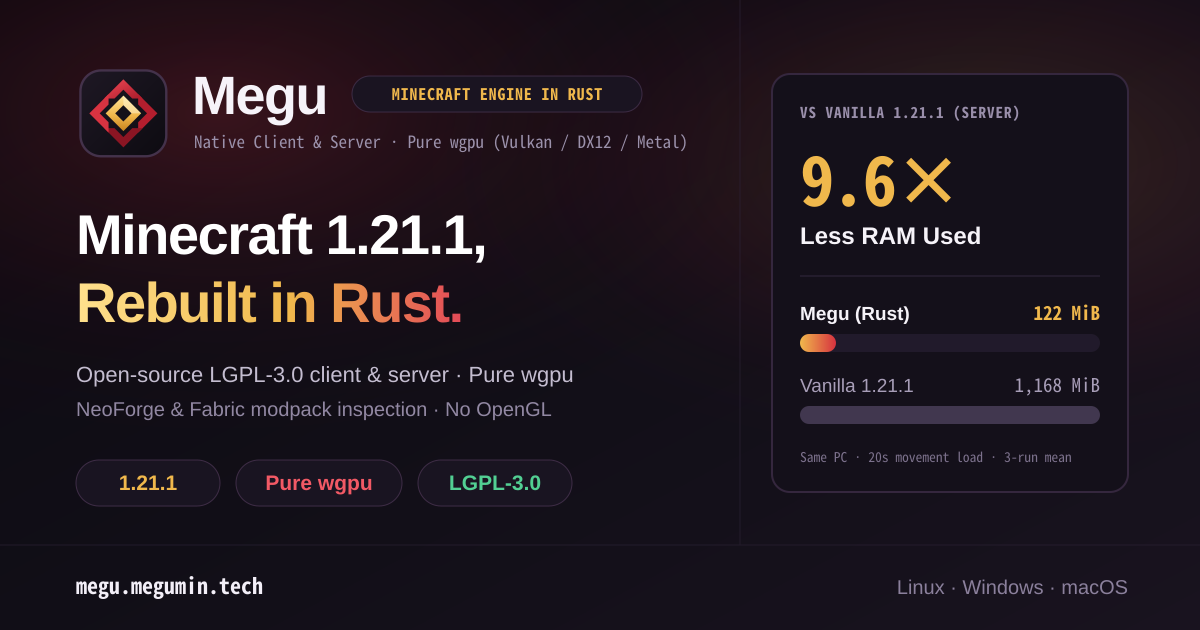 Megu
MINECRAFT ENGINE IN RUST
Native Client & Server · Pure wgpu (Vulkan / DX12 / Metal)
Minecraft 1.21.1,
Rebuilt in Rust.
Open-source LGPL-3.0 client & server · Pure wgpu
NeoForge & Fabric modpack inspection · No OpenGL
1.21.1
Pure wgpu
LGPL-3.0
VS VANILLA 1.21.1 (SERVER)
9.6×
Less RAM Used
Megu (Rust) 122 MiB
Vanilla 1.21.1 1,168 MiB
Same PC · 20s movement load · 3-run mean
megu.megumin.tech
Linux · Windows · macOS